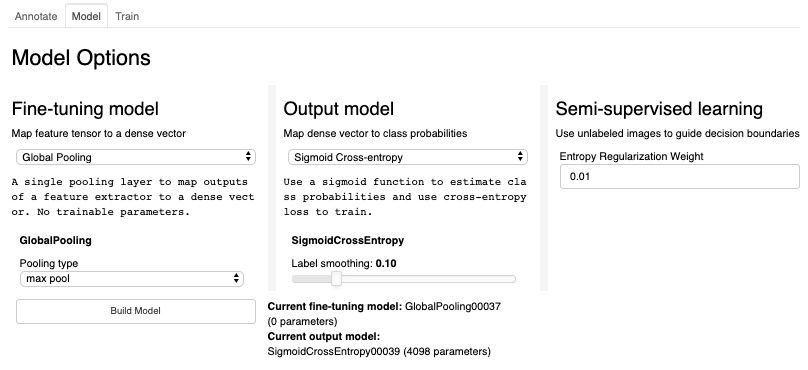 Annotate Model Train
Model Options
Fine-tuning model
Map feature tensor to a dense vector
Global Pooling
A single pooling layer to map outputs
of a feature extractor to a dense vect
or. No trainable parameters.
GlobalPooling
Pooling type
max pool
Build Model
Output model
Map dense vector to class probabilities
Sigmoid Cross-entropy
Use a sigmoid function to estimate cla
ss probabilities and use cross-entropy
loss to train.
SigmoidCrossEntropy
Label smoothing: 0.10
Current fine-tuning model: GlobalPooling00037
(0 parameters)
Current output model:
SigmoidCrossEntropy00039 (4098 parameters)
Semi-supervised learning
Use unlabeled images to guide decision boundaries
Entropy Regularization Weight
0.01